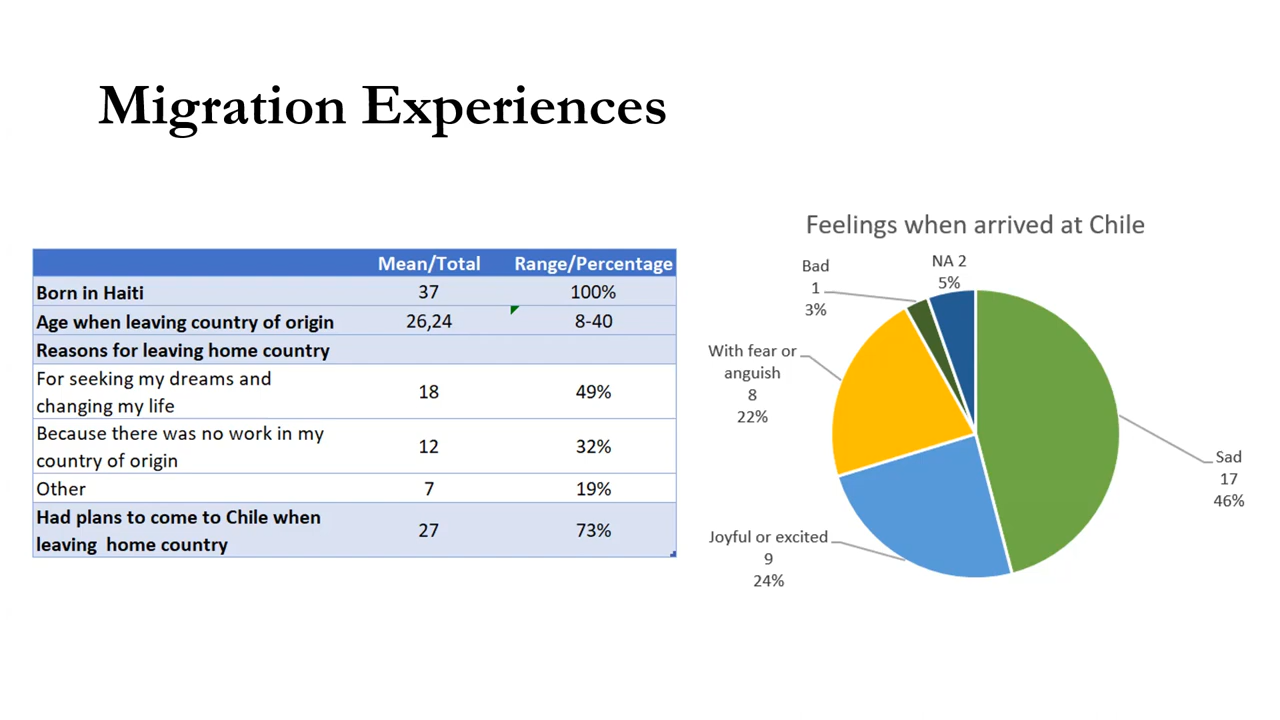 Migration Experiences
Mean/Total Range/Percentage
Born in Haiti 37 100%
Age when leaving country of origin 26,24 8-40
Reasons for leaving home country
For seeking my dreams and
changing my life 18 49%
Because there was no work in my
country of origin 12 32%
Other 7 19%
Had plans to come to Chile when
leaving home country 27 73%
Feelings when arrived at Chile
NA 2
5%
Bad
1
3%
With fear or
anguish
8
22%
Sad
17
46%
Joyful or excited
9
24%